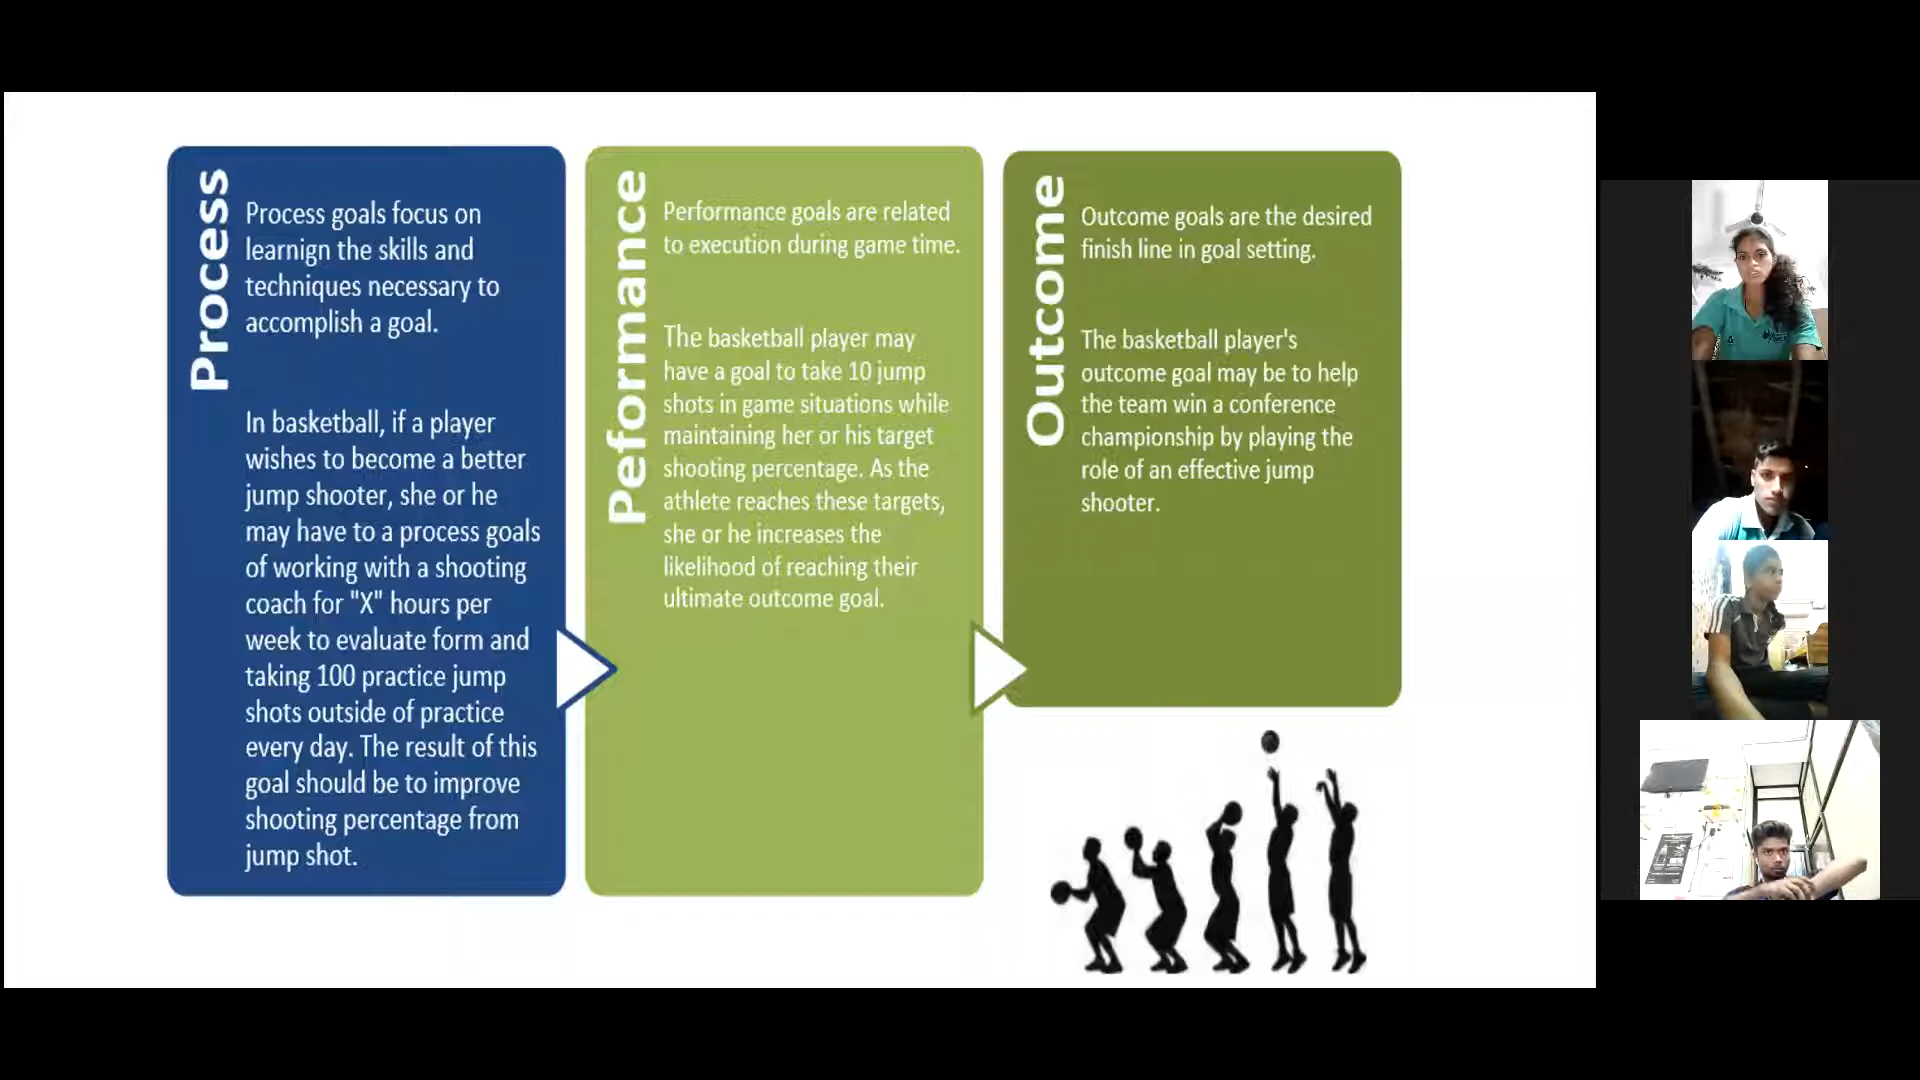 Process
Process goals focus on
learnign the skills and
techniques necessary to
accomplish a goal.
In basketball, if a player
wishes to become a better
jump shooter, she or he
may have to a process goals
of working with a shooting
coach for "X" hours per
week to evaluate form and
taking 100 practice jump
shots outside of practice
every day. The result of this
goal should be to improve
shooting percentage from
jump shot.
Peformance
Performance goals are related
to execution during game time.
The basketball player may
have a goal to take 10 jump
shots in game situations while
maintaining her or his target
shooting percentage. As the
athlete reaches these targets,
she or he increases the
likelihood of reaching their
ultimate outcome goal.
Outcome
Outcome goals are the desired
finish line in goal setting.
The basketball player's
outcome goal may be to help
the team win a conference
championship by playing the
role of an effective jump
shooter.